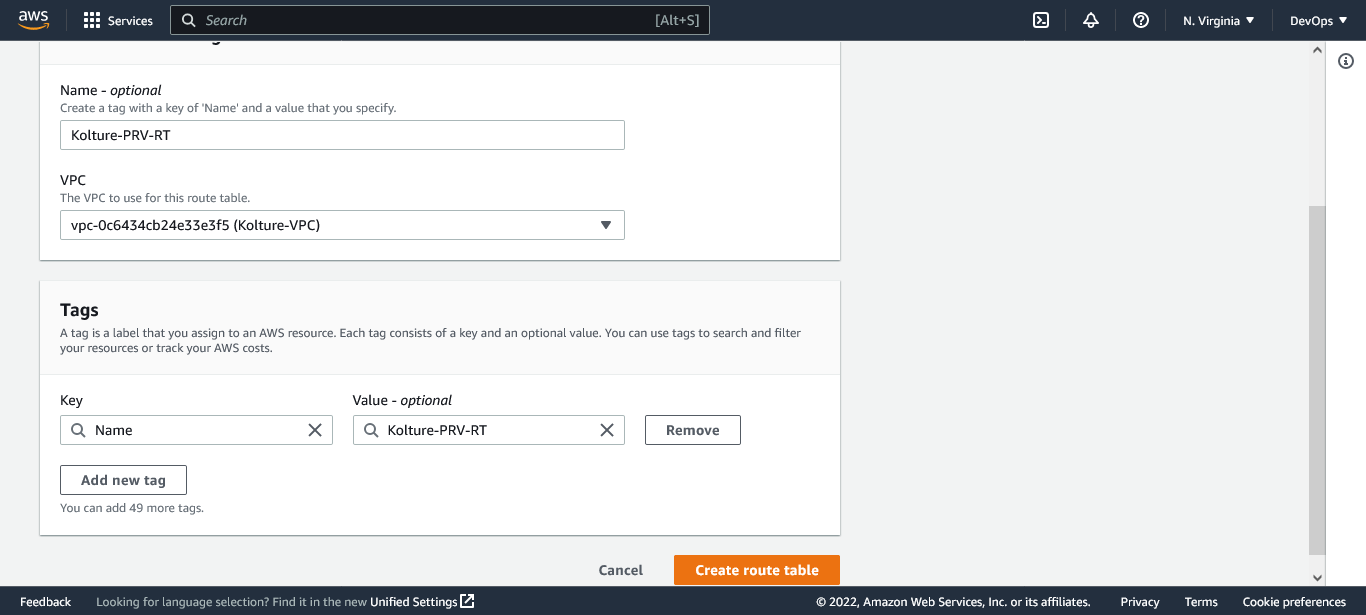 aws
Services
Search
[Alt+S]
N. Virginia
DevOps
Name - optional
Create a tag with a key of 'Name' and a value that you specify.
Kolture-PRV-RT
VPC
The VPC to use for this route table.
vpc-0c6434cb24e33e3f5 (Kolture-VPC)
Tags
A tag is a label that you assign to an AWS resource. Each tag consists of a key and an optional value. You can use tags to search and filter
your resources or track your AWS costs.
Key
Value - optional
Name
Kolture-PRV-RT
Remove
Add new tag
You can add 49 more tags.
Cancel
Create route table
Feedback
Looking for language selection? Find it in the new Unified Settings
© 2022, Amazon Web Services, Inc. or its affiliates.
Privacy
Terms
Cookie preferences